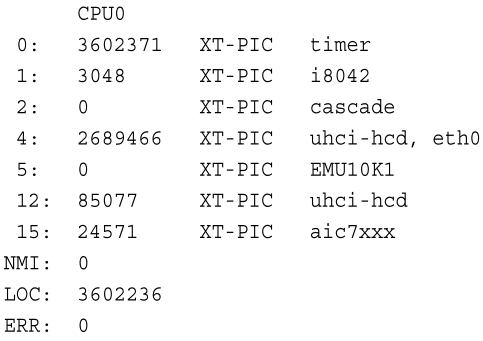 CPU0
0: 3602371 XT-PIC timer
1: 3048 XT-PIC i8042
2: 0 XT-PIC cascade
4: 2689466 XT-PIC uhci-hcd, eth0
5: 0 XT-PIC EMU10K1
12: 85077 XT-PIC uhci-hcd
15: 24571 XT-PIC aic7xxx
NMI: 0
LOC: 3602236
ERR: 0